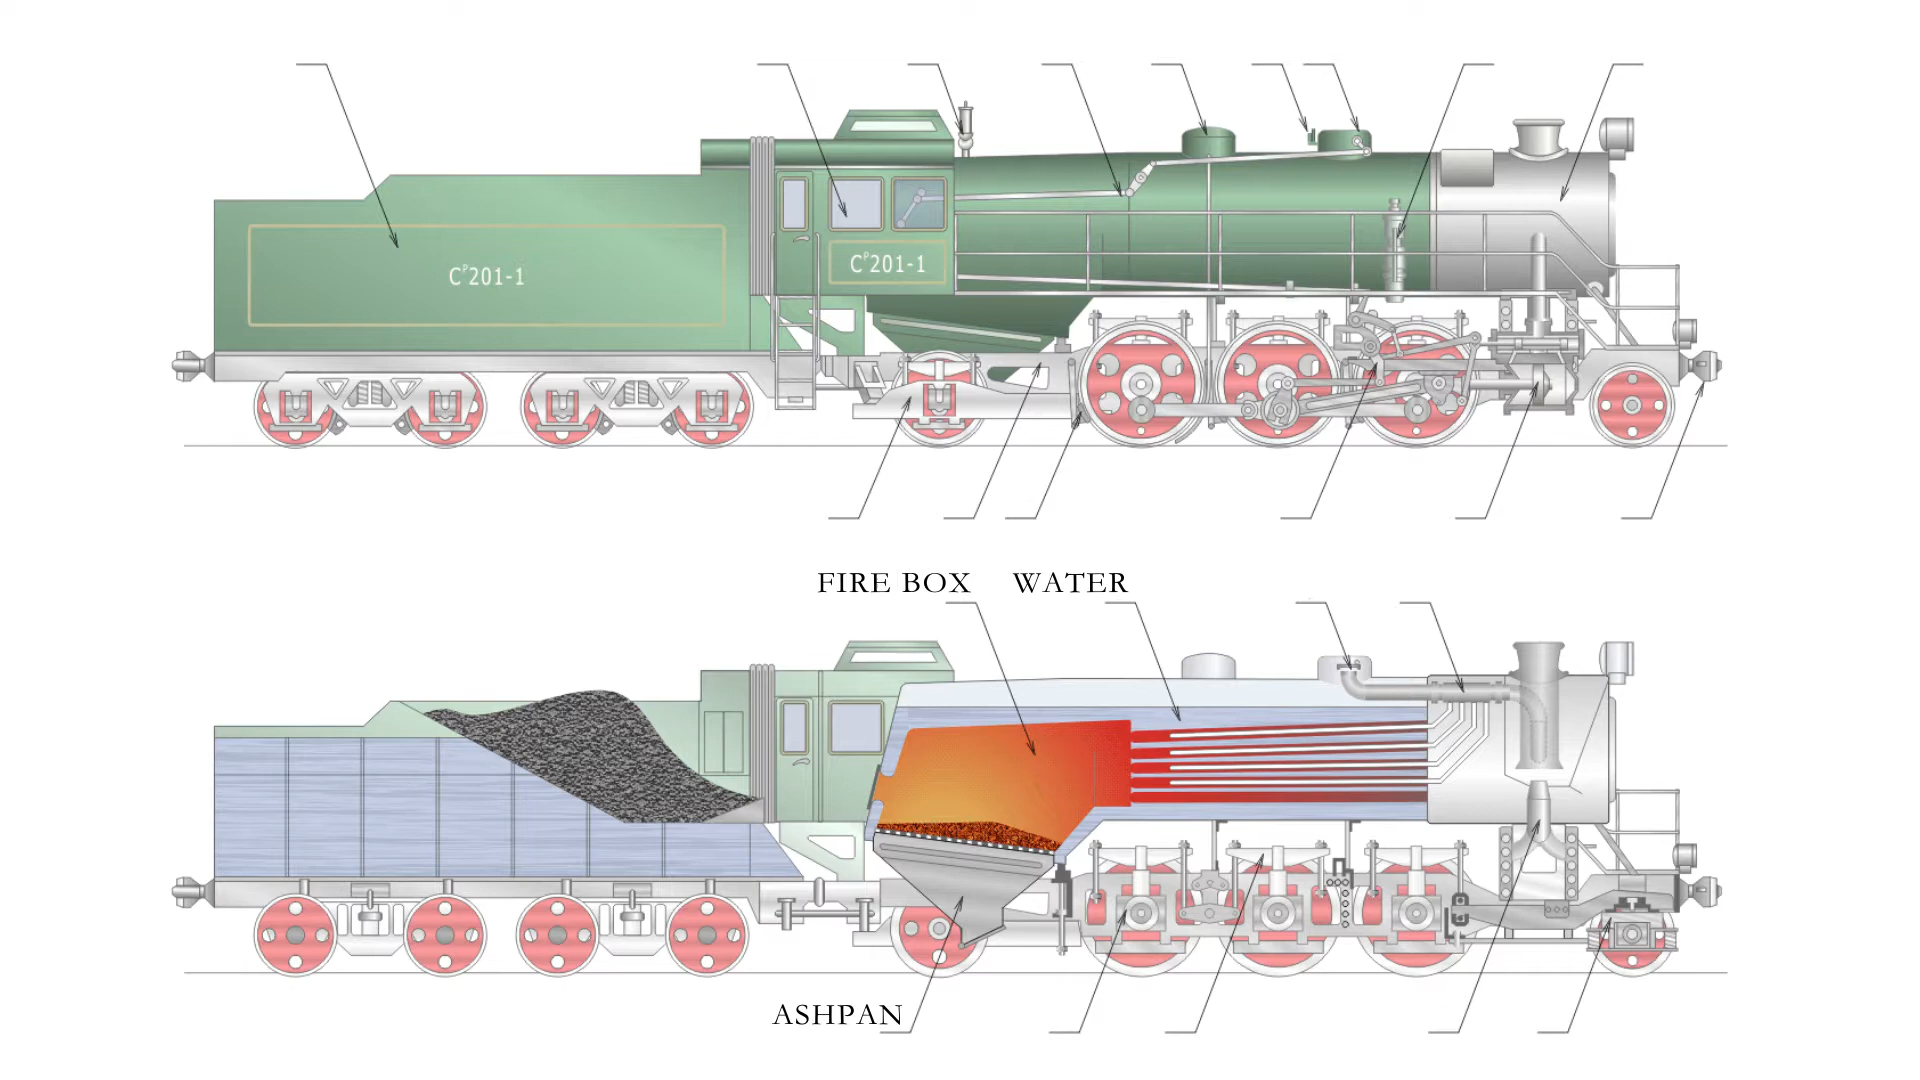 Cᵖ201-1
Cᵖ201-1
FIRE BOX
WATER
ASHPAN